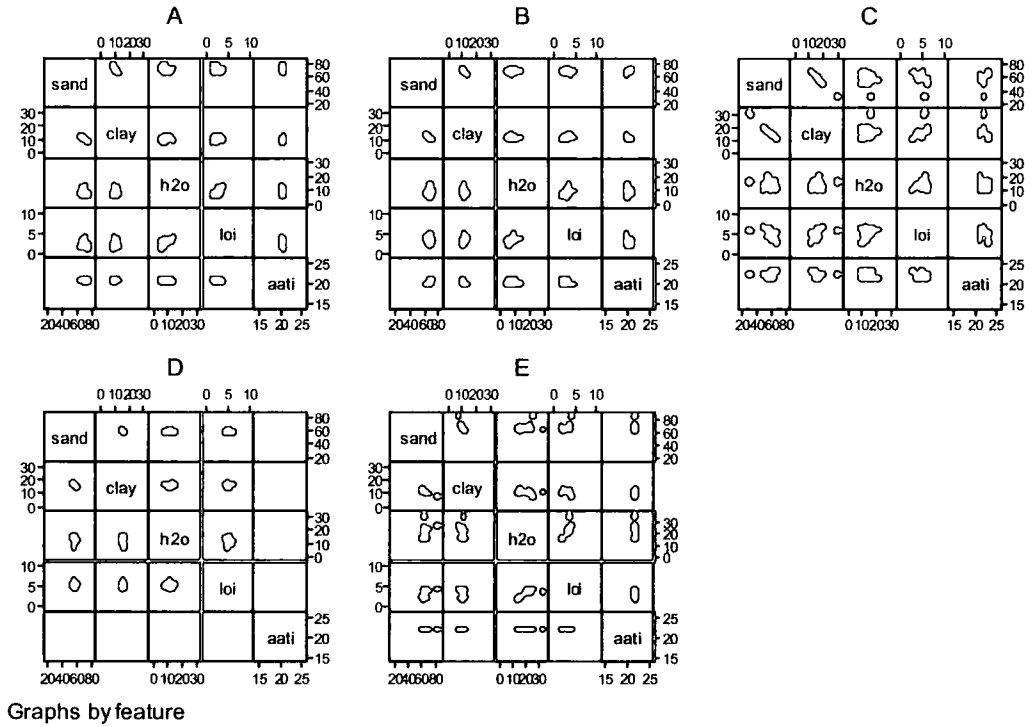 A B C
0 102030 0 5 10 0 102030 0 5 10 0 102030 0 5 10
sand 80 60 40 20 sand 80 60 40 20 sand 80 60 40 20
30 20 10 0 clay 30 20 10 0 clay 30 20 10 0 clay
h2o 30 20 10 0 h2o 30 20 10 0 h2o 30 20 10 0
10 5 0 loi 10 5 0 loi 10 5 0 loi
aati 25 20 15 aati 25 20 15 aati 25 20 15
20406080 0 102030 15 20 25 20406080 0 102030 15 20 25 20406080 0 102030 15 20 25
D E
0 102030 0 5 10 0 102030 0 5 10
sand 80 60 40 20 sand 80 60 40 20
30 20 10 0 clay 30 20 10 0 clay
h2o 30 20 10 0 h2o 30 20 10 0
10 5 0 loi 10 5 0 loi
aati 25 20 15 aati 25 20 15
20406080 0 102030 15 20 25 20406080 0 102030 15 20 25
Graphs by feature